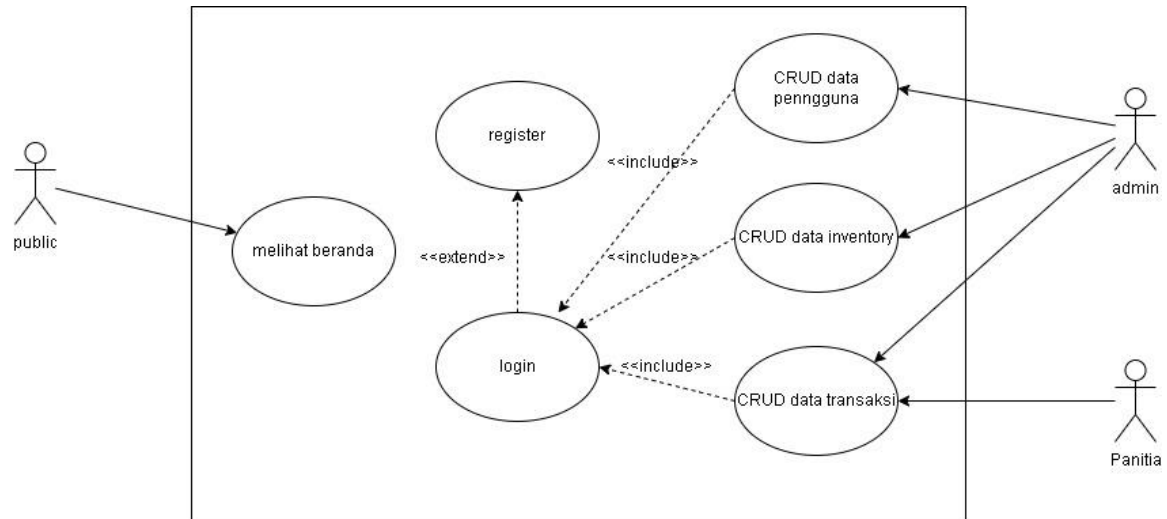 CRUD data
penngguna
register
<<include>>
admin
public
melihat beranda
<<extend>>
<<include>>
CRUD data inventory
login
<<include>>
CRUD data transaksi
Panitia